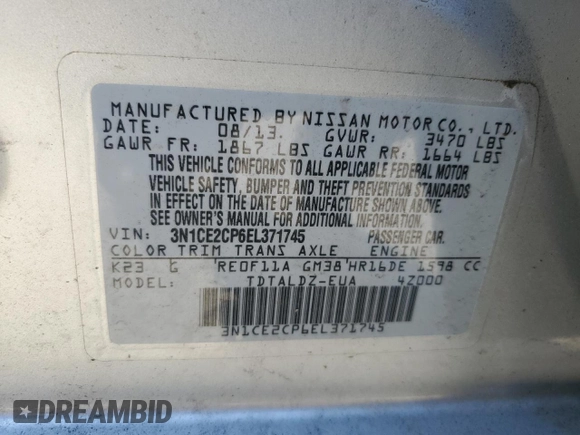 MANUFACTURED BY NISSAN MOTOR CO., LTD.
DATE: 08/13. GVWR: 3470 LBS
GAWR FR: 1867 LBS GAWR RR: 1664 LBS
THIS VEHICLE CONFORMS TO ALL APPLICABLE FEDERAL MOTOR
VEHICLE SAFETY, BUMPER AND THEFT PREVENTION STANDARDS
IN EFFECT ON THE DATE OF MANUFACTURE SHOWN ABOVE.
SEE OWNER'S MANUAL FOR ADDITIONAL INFORMATION.
VIN: 3N1CE2CP6EL371745 PASSENGER CAR.
COLOR TRIM TRANS AXLE ENGINE
K23 G RE0F11A GM38 HR16DE 1598 CC
TDTALDZ-EUA 4Z000
3N1CE2CP6EL371745
DREAMBID